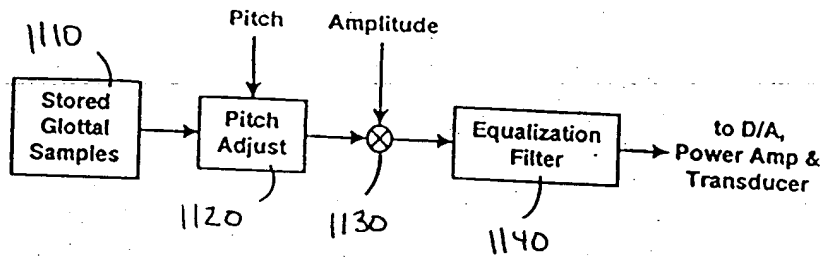 1110
Pitch
Amplitude
Stored
Glottal
Samples
Pitch
Adjust
Equalization
Filter
to D/A,
Power Amp &
Transducer
1120
1130
1140